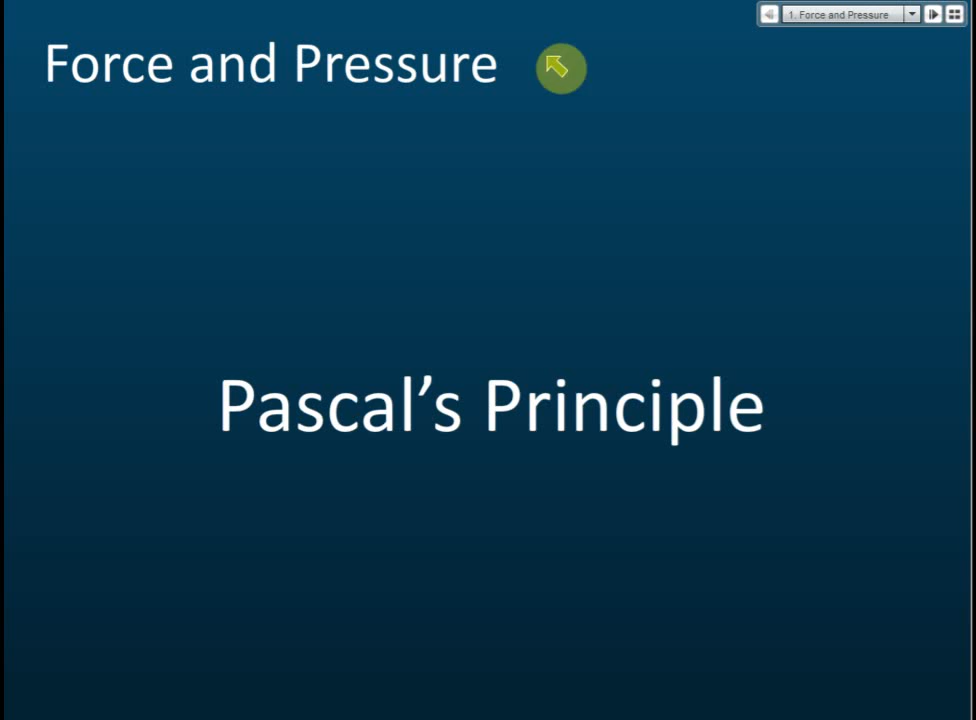 1. Force and Pressure
Force and Pressure
Pascal’s Principle